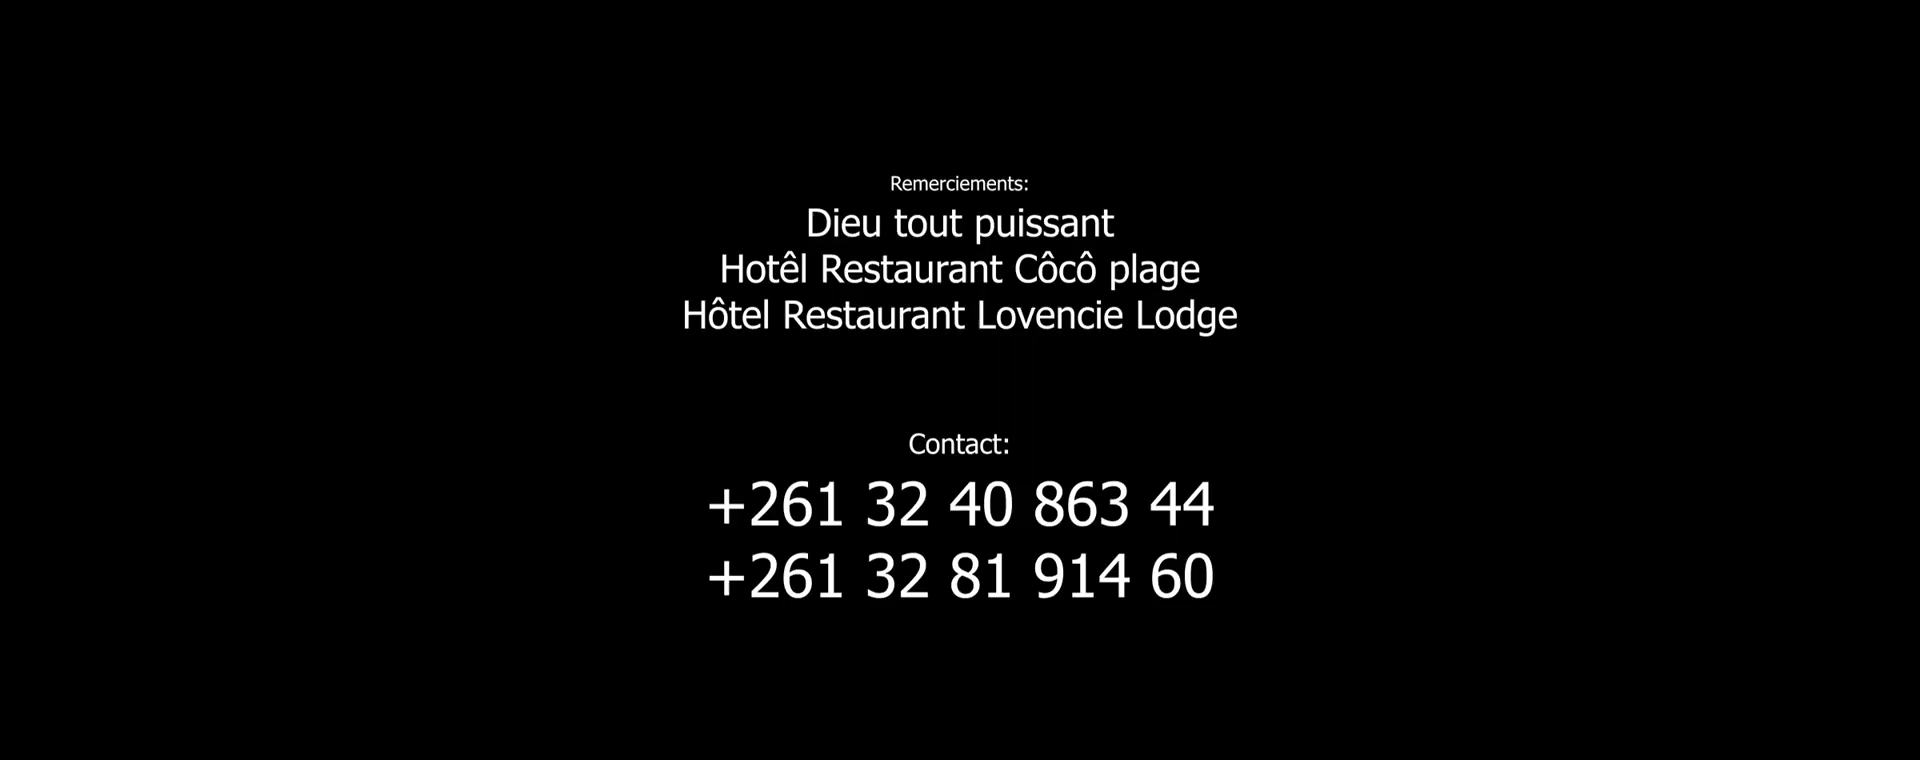 Remerciements:
Dieu tout puissant
Hotêl Restaurant Côcô plage
Hôtel Restaurant Lovencie Lodge
Contact:
+261 32 40 863 44
+261 32 81 914 60